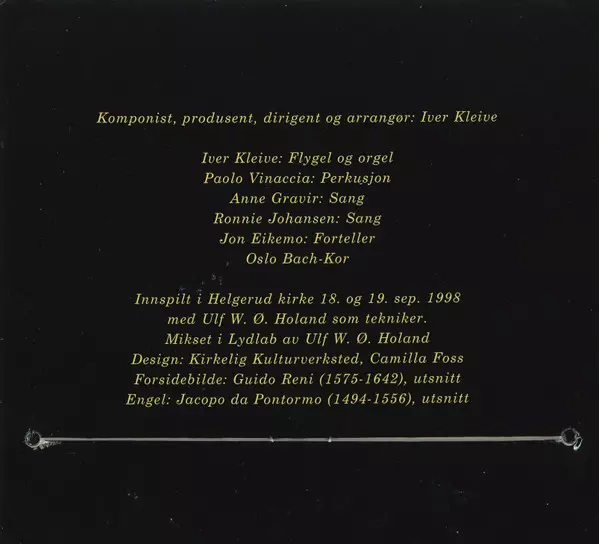 Komponist, produsent, dirigent og arrangør: Iver Kleive
Iver Kleive: Flygel og orgel
Paolo Vinaccia: Perkusjon
Anne Gravir: Sang
Ronnie Johansen: Sang
Jon Eikemo: Forteller
Oslo Bach-Kor
Innspilt i Helgerud kirke 18. og 19. sep. 1998
med Ulf W. Ø. Holand som tekniker.
Mikset i Lydlab av Ulf W. Ø. Holand
Design: Kirkelig Kulturverksted, Camilla Foss
Forsidebilde: Guido Reni (1575-1642), utsnitt
Engel: Jacopo da Pontormo (1494-1556), utsnitt